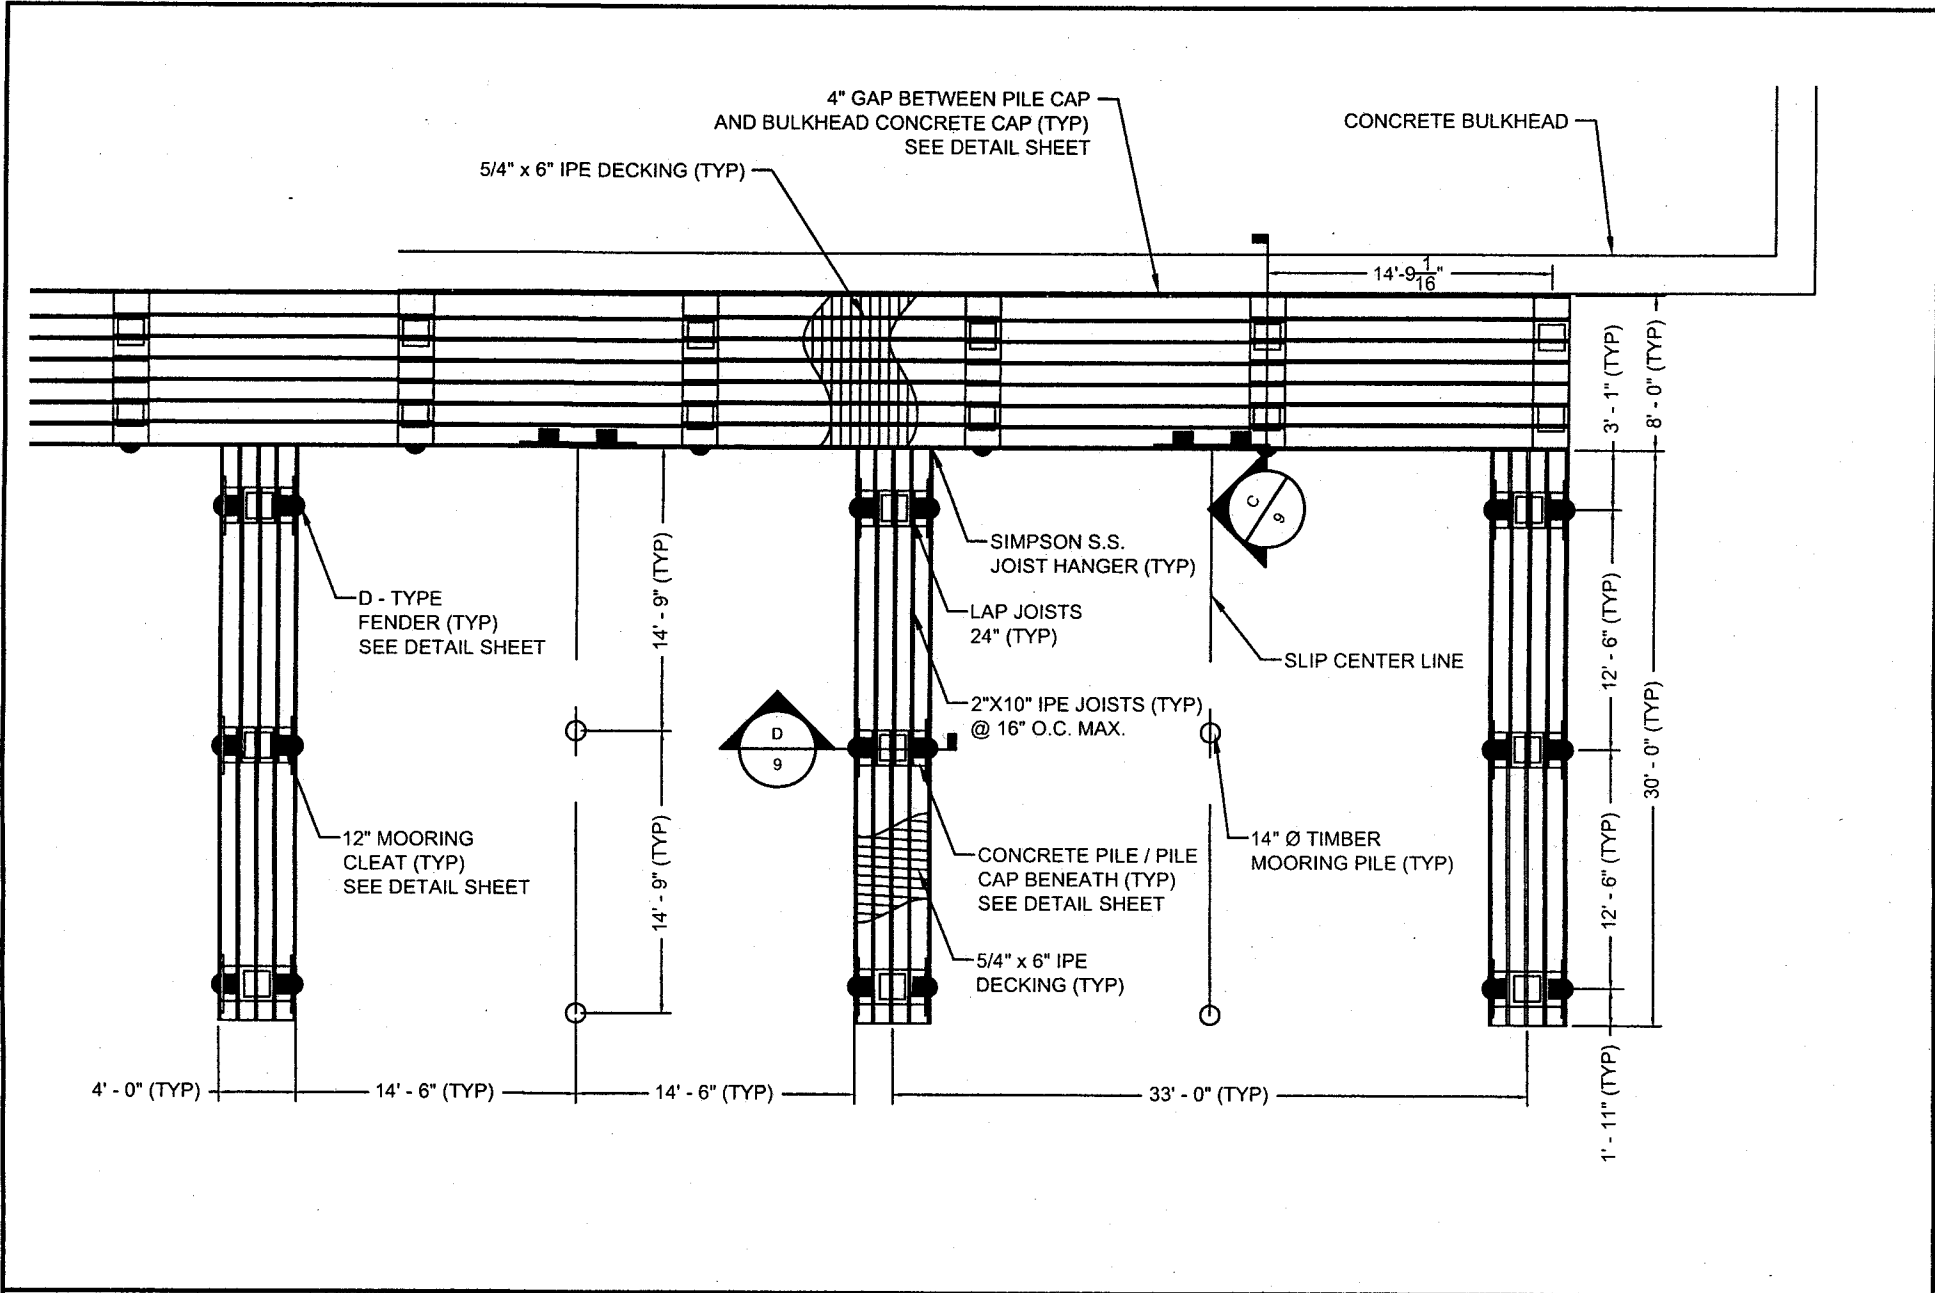 4" GAP BETWEEN PILE CAP
AND BULKHEAD CONCRETE CAP (TYP)
SEE DETAIL SHEET
CONCRETE BULKHEAD
5/4" x 6" IPE DECKING (TYP)
14'-9 1/16"
3' - 1" (TYP)
8' - 0" (TYP)
C
9
SIMPSON S.S.
JOIST HANGER (TYP)
D - TYPE
FENDER (TYP)
SEE DETAIL SHEET
14' - 9" (TYP)
LAP JOISTS
24" (TYP)
12' - 6" (TYP)
SLIP CENTER LINE
2"X10" IPE JOISTS (TYP)
@ 16" O.C. MAX.
30' - 0" (TYP)
D
9
12" MOORING
CLEAT (TYP)
SEE DETAIL SHEET
14' - 9" (TYP)
CONCRETE PILE / PILE
CAP BENEATH (TYP)
SEE DETAIL SHEET
14" Ø TIMBER
MOORING PILE (TYP)
12' - 6" (TYP)
5/4" x 6" IPE
DECKING (TYP)
4' - 0" (TYP)
14' - 6" (TYP)
14' - 6" (TYP)
33' - 0" (TYP)
1' - 11" (TYP)